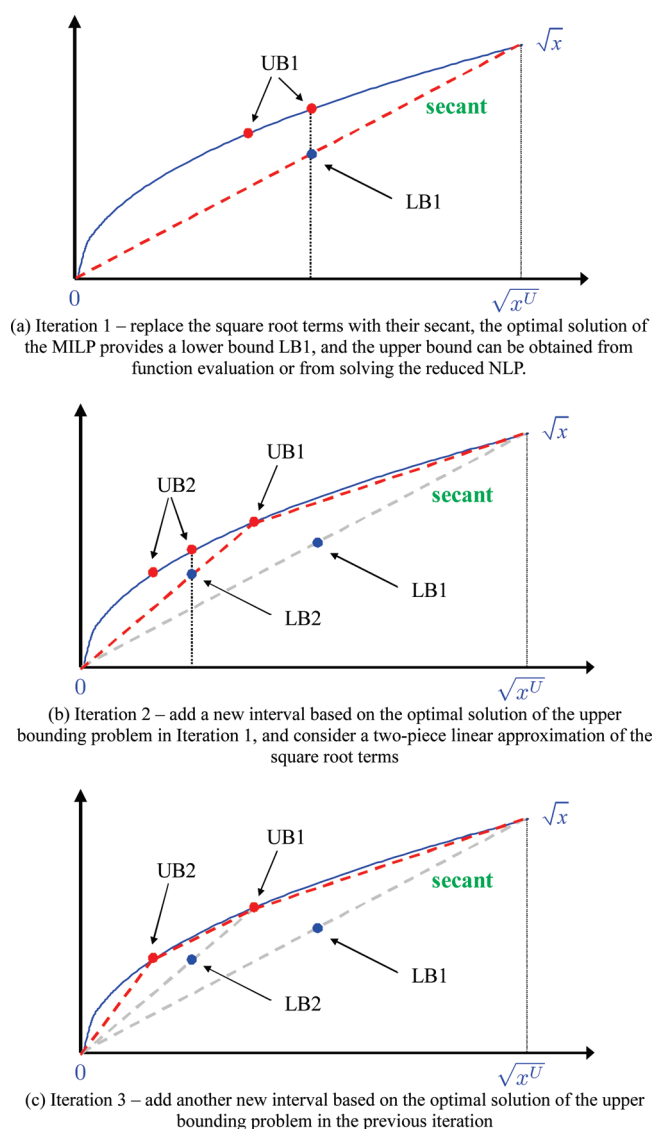 √x
UB1
secant
LB1
0
√x^U
(a) Iteration 1 – replace the square root terms with their secant, the optimal solution of
the MILP provides a lower bound LB1, and the upper bound can be obtained from
function evaluation or from solving the reduced NLP.
√x
UB1
UB2
secant
LB1
LB2
0
√x^U
(b) Iteration 2 – add a new interval based on the optimal solution of the upper
bounding problem in Iteration 1, and consider a two-piece linear approximation of the
square root terms
√x
UB1
UB2
secant
LB1
LB2
0
√x^U
(c) Iteration 3 – add another new interval based on the optimal solution of the upper
bounding problem in the previous iteration